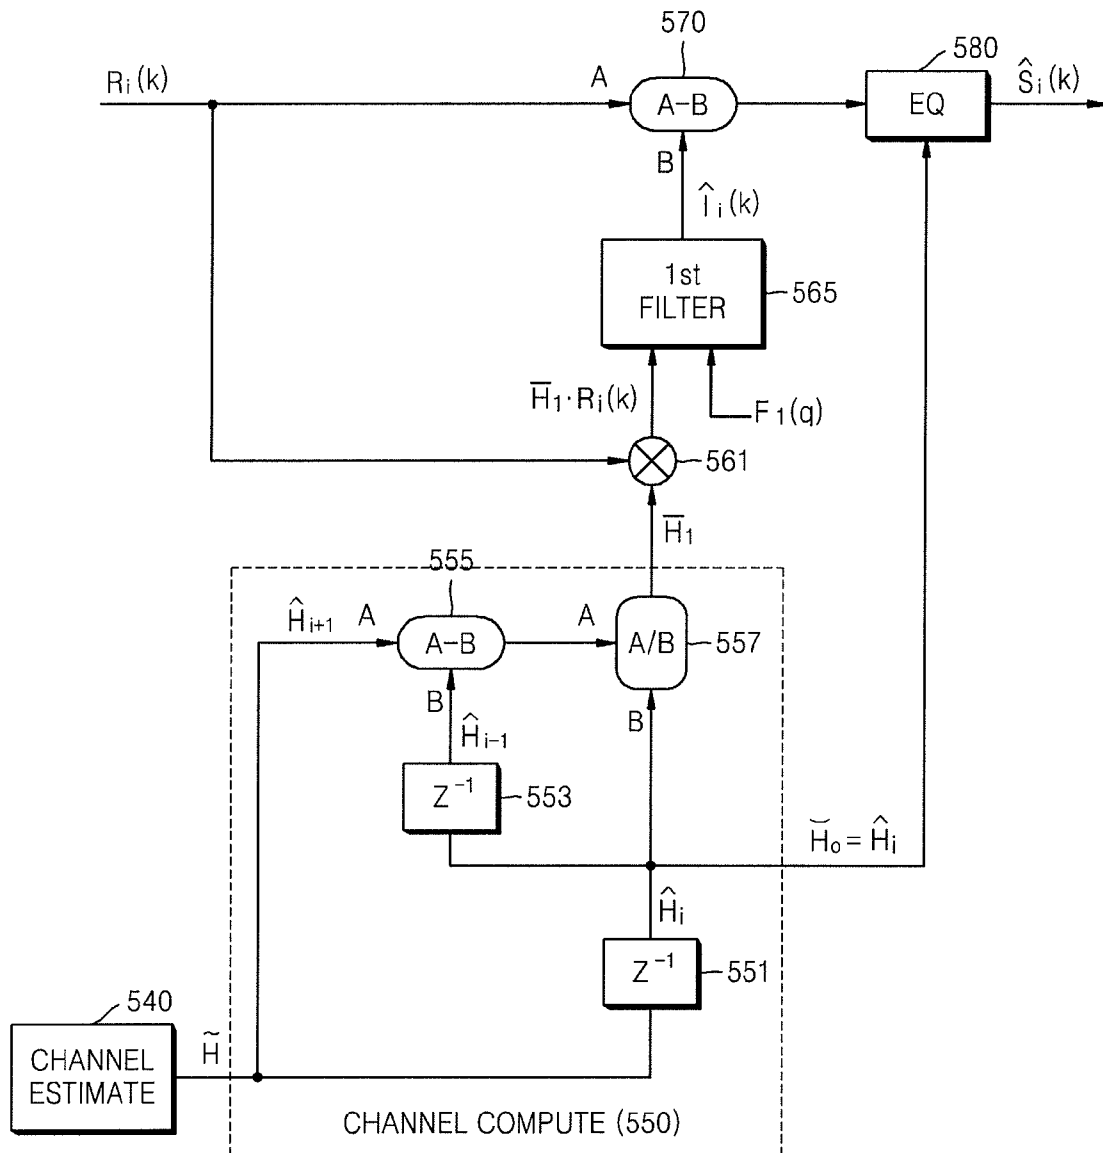 570
580
Rᵢ(k)
A
A-B
EQ
Ŝᵢ(k)
B
Îᵢ(k)
1st
FILTER
565
H̅₁·Rᵢ(k)
F₁(q)
561
H̅₁
555
Ĥᵢ₊₁
A
A-B
A
A/B
557
B
B
Ĥᵢ₋₁
Z⁻¹
553
H̆₀ = Ĥᵢ
Ĥᵢ
Z⁻¹
551
540
CHANNEL
ESTIMATE
H̃
CHANNEL COMPUTE (550)